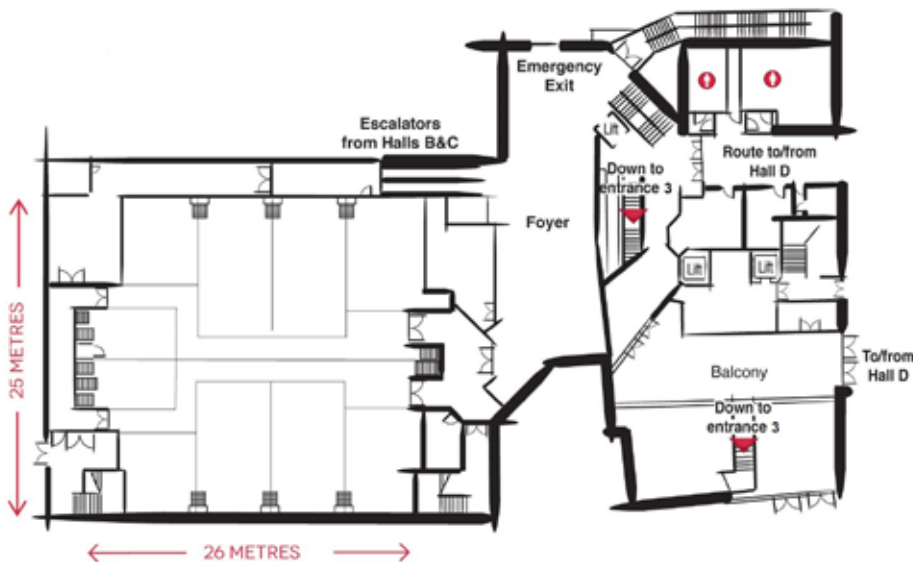 Emergency
Exit
Escalators
from Halls B&C
Lift
Route to/from
Hall D
Down to
entrance 3
Foyer
Lift
Lift
25 METRES
Balcony
To/from
Hall D
Down to
entrance 3
26 METRES